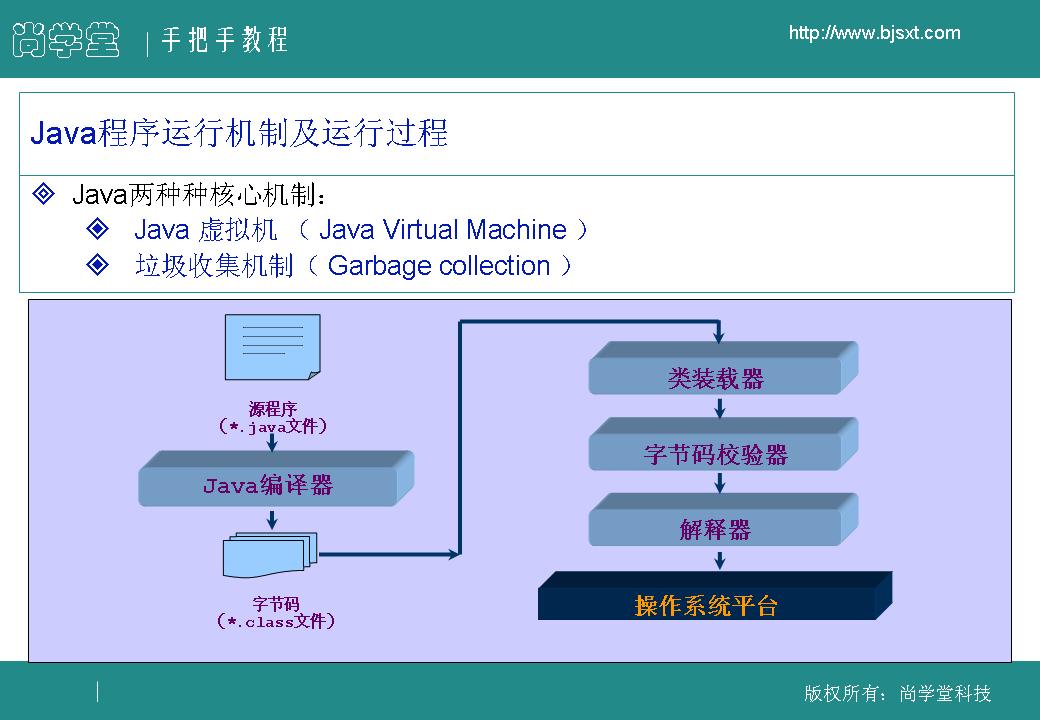 尚学堂 | 手把手教程
http://www.bjsxt.com
Java程序运行机制及运行过程
Java两种种核心机制：
Java 虚拟机 （ Java Virtual Machine ）
垃圾收集机制（ Garbage collection ）
源程序
(*.java文件)
Java编译器
字节码
(*.class文件)
类装载器
字节码校验器
解释器
操作系统平台
版权所有：尚学堂科技